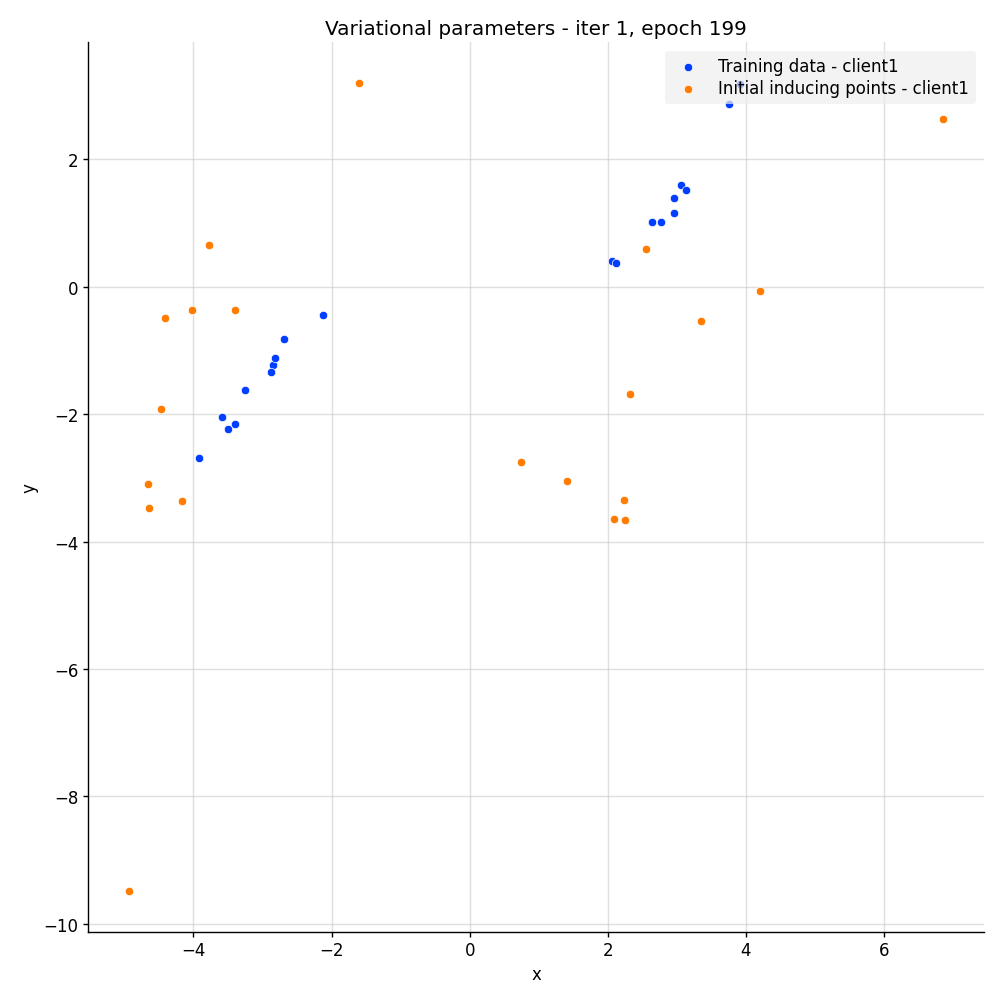 Variational parameters - iter 1, epoch 199
Training data - client1
Initial inducing points - client1
2
0
−2
−4
−6
−8
−10
y
−4
−2
0
2
4
6
x